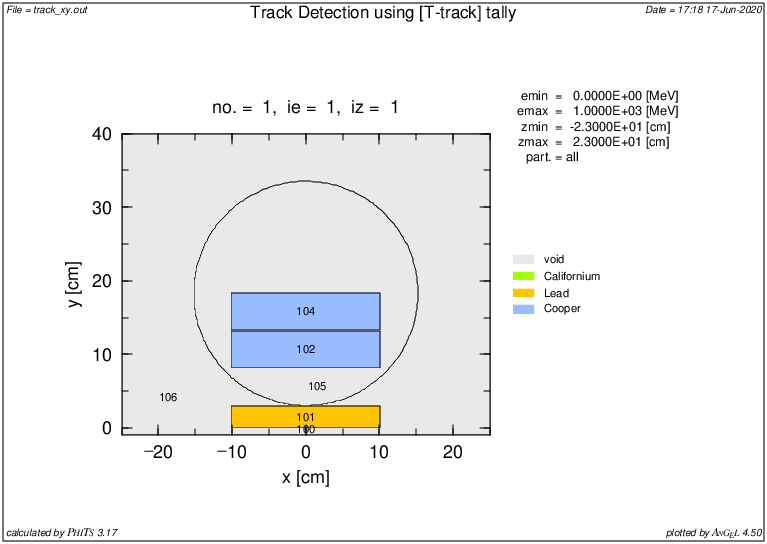 File = track_xy.out
Track Detection using [T-track] tally
Date = 17:18 17-Jun-2020
no. = 1, ie = 1, iz = 1
emin = 0.0000E+00 [MeV]
emax = 1.0000E+03 [MeV]
zmin = -2.3000E+01 [cm]
zmax = 2.3000E+01 [cm]
part. = all
40
30
20
10
0
y [cm]
104
102
105
106
101
100
void
Californium
Lead
Cooper
−20
−10
0
10
20
x [cm]
calculated by PHITS 3.17
plotted by ANGEL 4.50